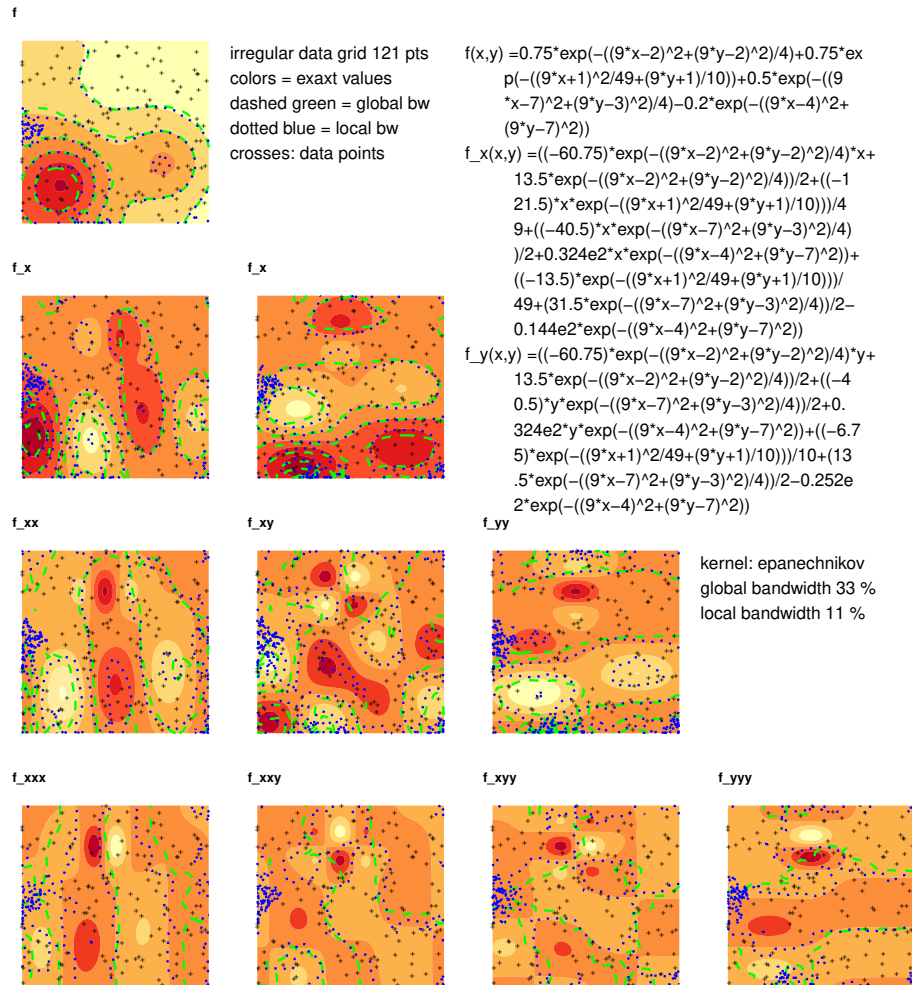 f
irregular data grid 121 pts
colors = exaxt values
dashed green = global bw
dotted blue = local bw
crosses: data points
f(x,y) =0.75*exp(−((9*x−2)^2+(9*y−2)^2)/4)+0.75*ex
p(−((9*x+1)^2/49+(9*y+1)/10))+0.5*exp(−((9
*x−7)^2+(9*y−3)^2)/4)−0.2*exp(−((9*x−4)^2+
(9*y−7)^2))
f_x(x,y) =((−60.75)*exp(−((9*x−2)^2+(9*y−2)^2)/4)*x+
13.5*exp(−((9*x−2)^2+(9*y−2)^2)/4))/2+((−1
21.5)*x*exp(−((9*x+1)^2/49+(9*y+1)/10)))/4
9+((−40.5)*x*exp(−((9*x−7)^2+(9*y−3)^2)/4)
)/2+0.324e2*x*exp(−((9*x−4)^2+(9*y−7)^2))+
((−13.5)*exp(−((9*x+1)^2/49+(9*y+1)/10)))/
49+(31.5*exp(−((9*x−7)^2+(9*y−3)^2)/4))/2−
0.144e2*exp(−((9*x−4)^2+(9*y−7)^2))
f_y(x,y) =((−60.75)*exp(−((9*x−2)^2+(9*y−2)^2)/4)*y+
13.5*exp(−((9*x−2)^2+(9*y−2)^2)/4))/2+((−4
0.5)*y*exp(−((9*x−7)^2+(9*y−3)^2)/4))/2+0.
324e2*y*exp(−((9*x−4)^2+(9*y−7)^2))+((−6.7
5)*exp(−((9*x+1)^2/49+(9*y+1)/10)))/10+(13
.5*exp(−((9*x−7)^2+(9*y−3)^2)/4))/2−0.252e
2*exp(−((9*x−4)^2+(9*y−7)^2))
f_x
f_x
f_xx
f_xy
f_yy
kernel: epanechnikov
global bandwidth 33 %
local bandwidth 11 %
f_xxx
f_xxy
f_xyy
f_yyy